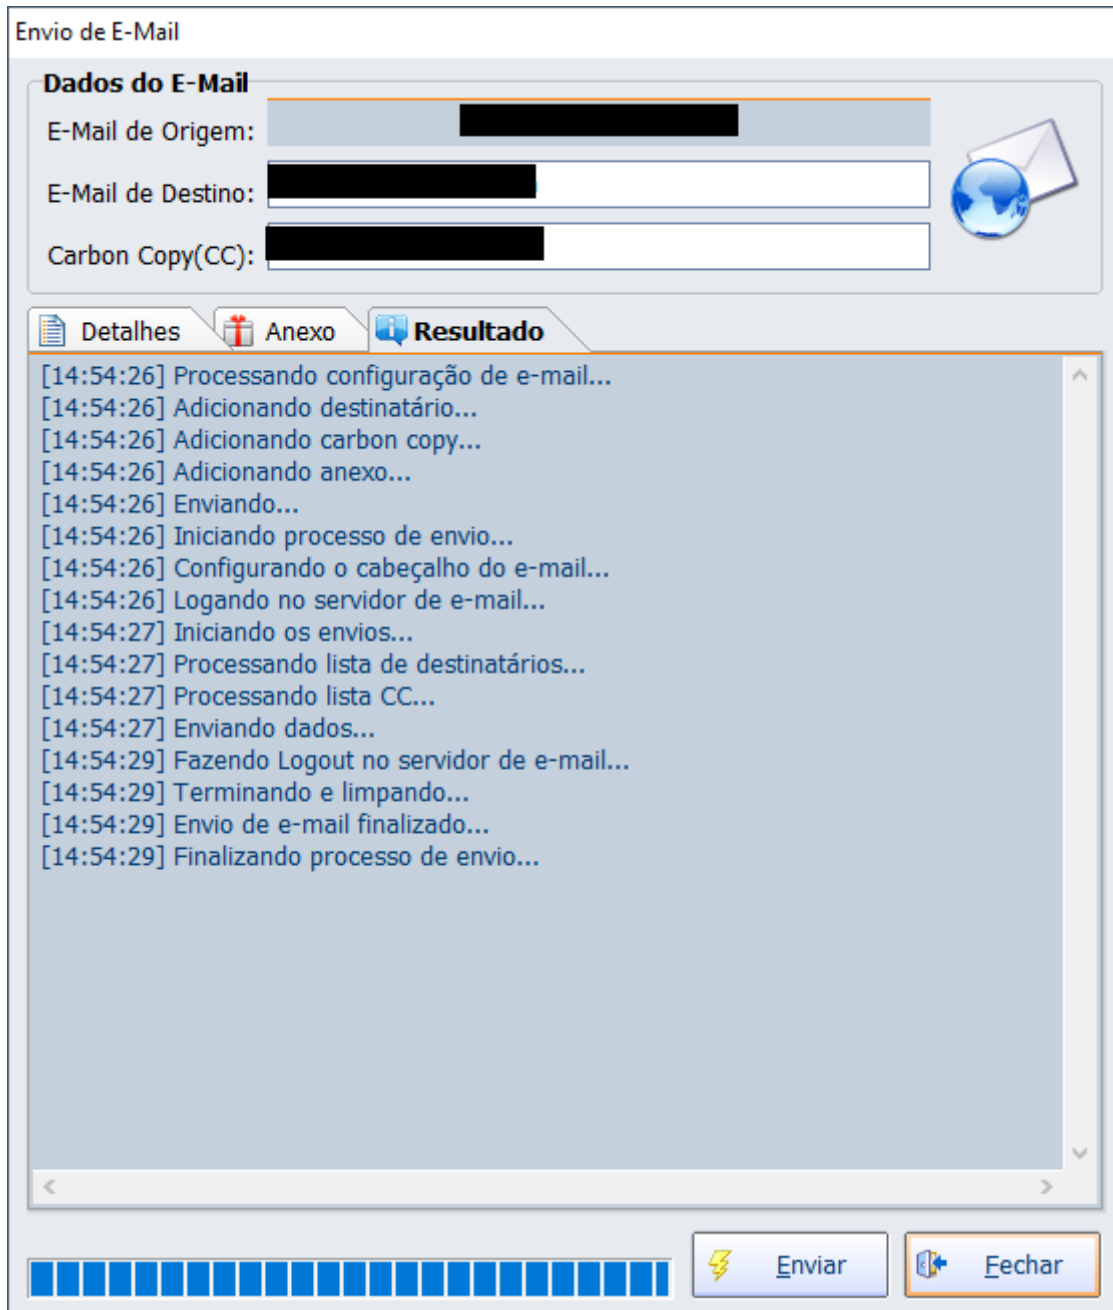 Envio de E-Mail
Dados do E-Mail
E-Mail de Origem:
E-Mail de Destino:
Carbon Copy(CC):
Detalhes Anexo Resultado
[14:54:26] Processando configuração de e-mail...
[14:54:26] Adicionando destinatário...
[14:54:26] Adicionando carbon copy...
[14:54:26] Adicionando anexo...
[14:54:26] Enviando...
[14:54:26] Iniciando processo de envio...
[14:54:26] Configurando o cabeçalho do e-mail...
[14:54:26] Logando no servidor de e-mail...
[14:54:27] Iniciando os envios...
[14:54:27] Processando lista de destinatários...
[14:54:27] Processando lista CC...
[14:54:27] Enviando dados...
[14:54:29] Fazendo Logout no servidor de e-mail...
[14:54:29] Terminando e limpando...
[14:54:29] Envio de e-mail finalizado...
[14:54:29] Finalizando processo de envio...
Enviar Fechar